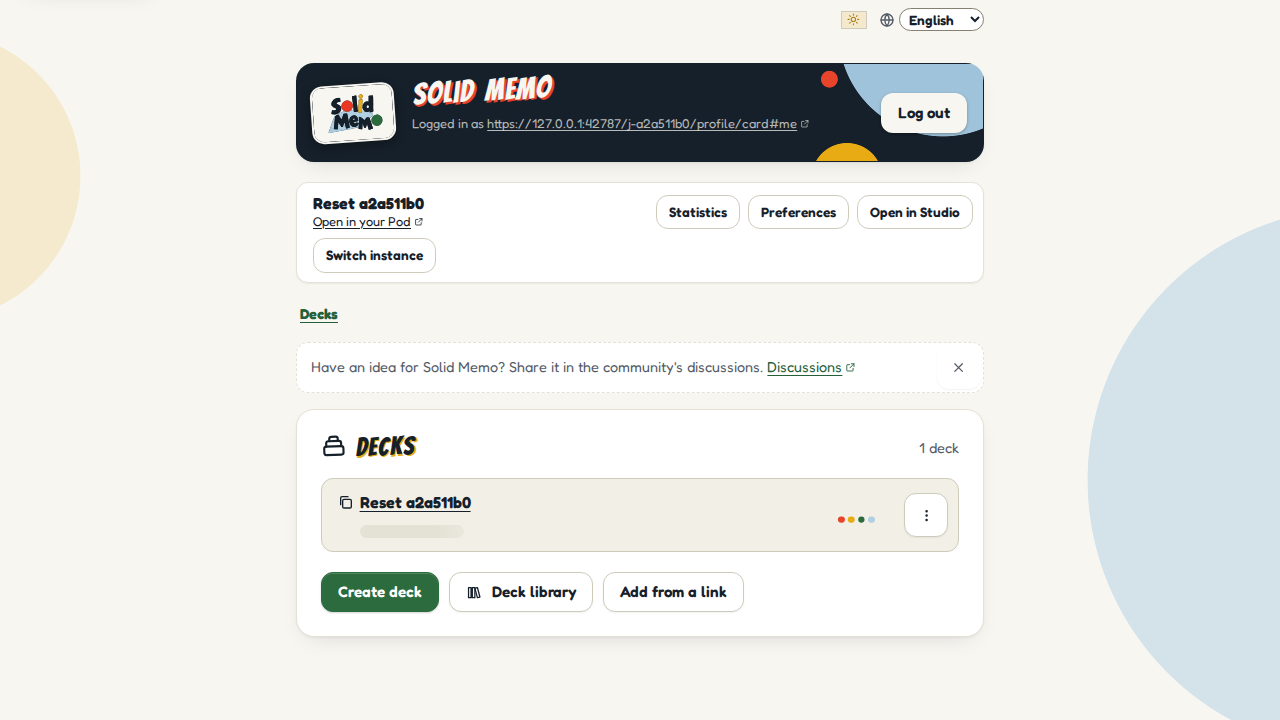 English
Solid Memo
SOLID MEMO
Logged in as https://127.0.0.1:42787/j-a2a511b0/profile/card#me
Log out
Reset a2a511b0
Open in your Pod
Statistics
Preferences
Open in Studio
Switch instance
Decks
Have an idea for Solid Memo? Share it in the community's discussions. Discussions
DECKS
1 deck
Reset a2a511b0
Create deck
Deck library
Add from a link